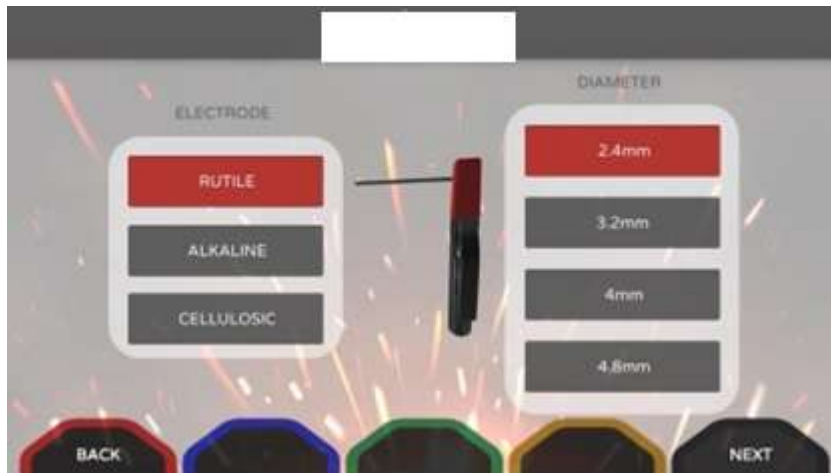 ELECTRODE
RUTILE
ALKALINE
CELLULOSIC
DIAMETER
2.4mm
3.2mm
4mm
4.8mm
BACK
NEXT